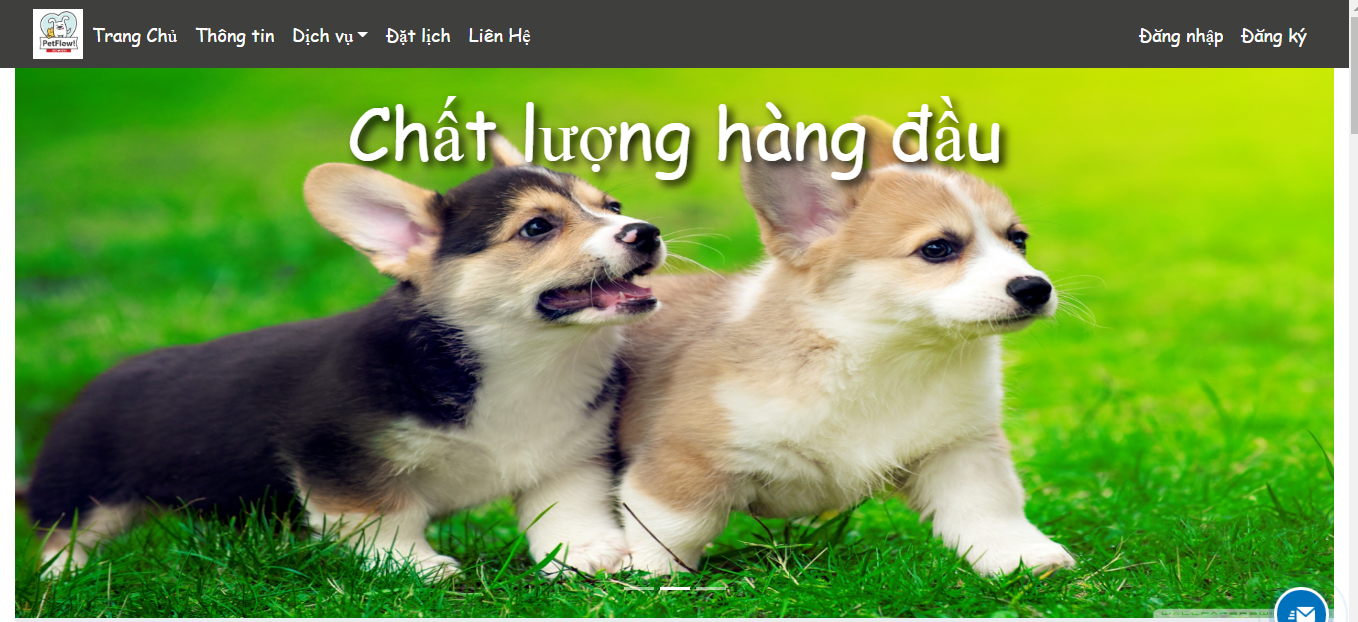 PetFlow!
Trang Chủ Thông tin Dịch vụ Đặt lịch Liên Hệ Đăng nhập Đăng ký
Chất lượng hàng đầu